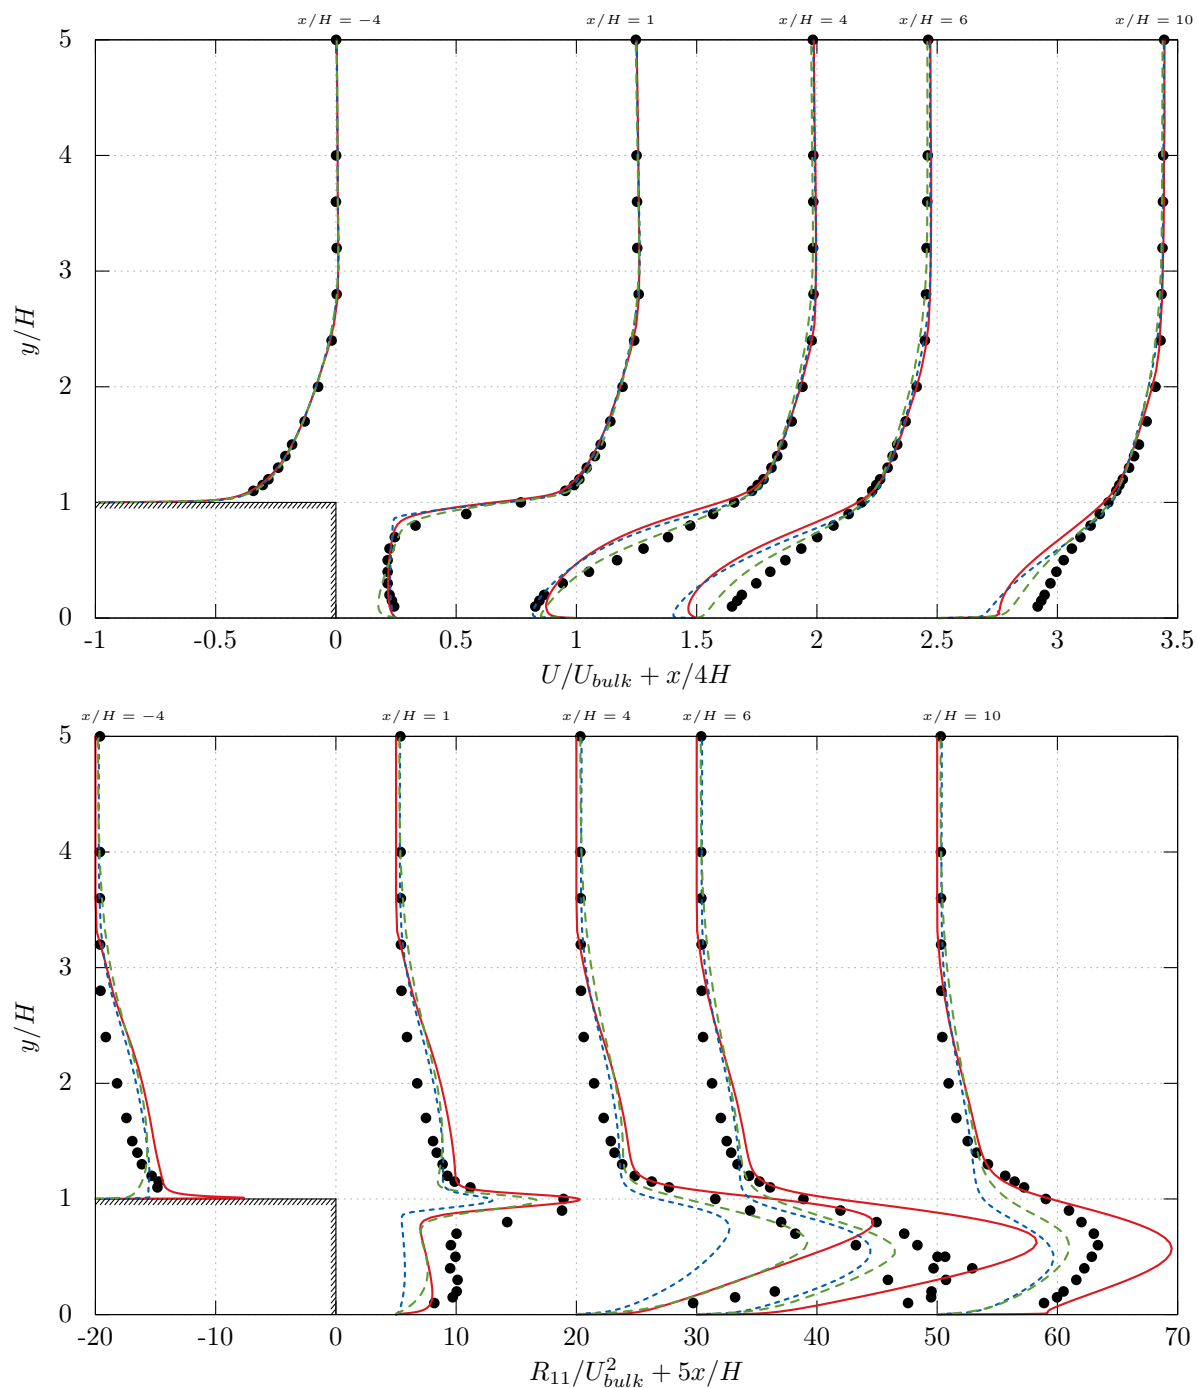 x/H = −4 x/H = 1 x/H = 4 x/H = 6 x/H = 10
5
4
3
2
1
0
y/H
-1 -0.5 0 0.5 1 1.5 2 2.5 3 3.5
U/U_bulk + x/4H
x/H = −4 x/H = 1 x/H = 4 x/H = 6 x/H = 10
5
4
3
2
1
0
y/H
-20 -10 0 10 20 30 40 50 60 70
R_11/U_bulk^2 + 5x/H